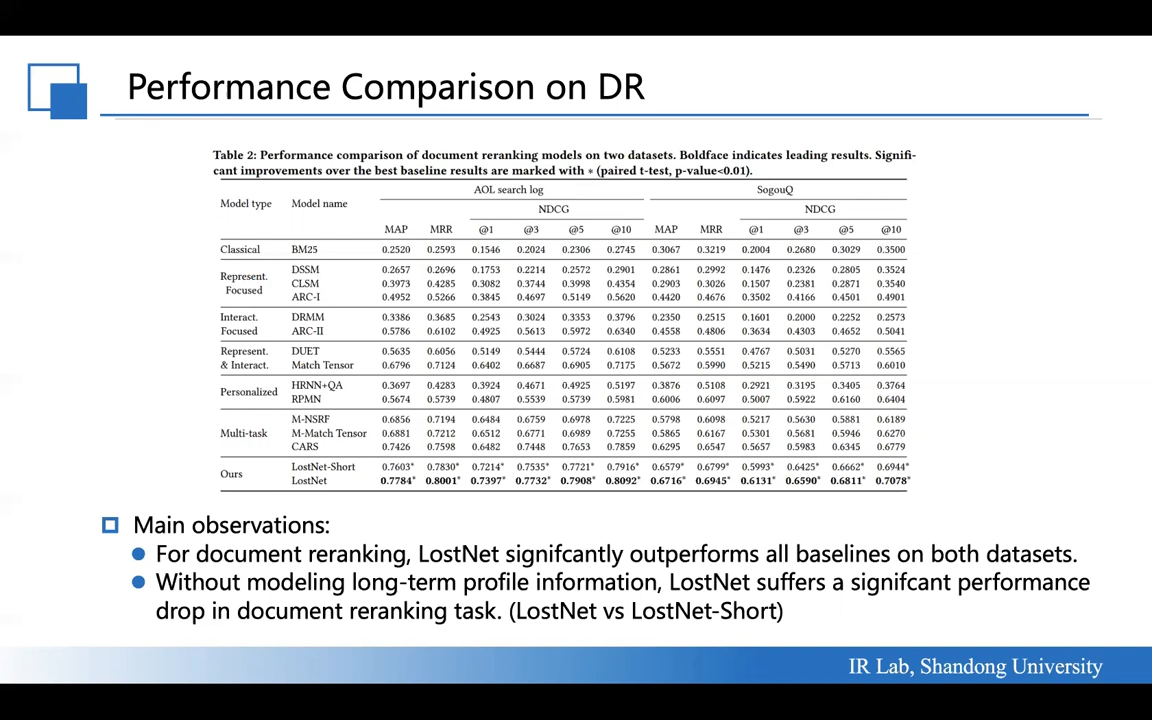 Performance Comparison on DR
Table 2: Performance comparison of document reranking models on two datasets. Boldface indicates leading results. Signifi-
cant improvements over the best baseline results are marked with * (paired t-test, p-value<0.01).
Model type Model name AOL search log SogouQ
NDCG NDCG
MAP MRR @1 @3 @5 @10 MAP MRR @1 @3 @5 @10
Classical BM25 0.2520 0.2593 0.1546 0.2024 0.2306 0.2745 0.3067 0.3219 0.2004 0.2680 0.3029 0.3500
Represent. Focused DSSM 0.2657 0.2696 0.1753 0.2214 0.2572 0.2901 0.2861 0.2992 0.1476 0.2326 0.2805 0.3524
CLSM 0.3973 0.4285 0.3082 0.3744 0.3998 0.4354 0.2903 0.3026 0.1507 0.2381 0.2871 0.3540
ARC-I 0.4952 0.5266 0.3845 0.4697 0.5149 0.5620 0.4420 0.4676 0.3502 0.4166 0.4501 0.4901
Interact. DRMM 0.3386 0.3685 0.2543 0.3024 0.3353 0.3796 0.2350 0.2515 0.1601 0.2000 0.2252 0.2573
Focused ARC-II 0.5786 0.6102 0.4925 0.5613 0.5972 0.6340 0.4558 0.4806 0.3634 0.4303 0.4652 0.5041
Represent. DUET 0.5635 0.6056 0.5149 0.5444 0.5724 0.6108 0.5233 0.5551 0.4767 0.5031 0.5270 0.5565
& Interact. Match Tensor 0.6796 0.7124 0.6402 0.6687 0.6905 0.7175 0.5672 0.5990 0.5215 0.5490 0.5713 0.6010
Personalized HRNN+QA 0.3697 0.4283 0.3924 0.4671 0.4925 0.5197 0.3876 0.5108 0.2921 0.3195 0.3405 0.3764
RPMN 0.5674 0.5739 0.4807 0.5539 0.5739 0.5981 0.6006 0.6097 0.5007 0.5922 0.6160 0.6404
Multi-task M-NSRF 0.6856 0.7194 0.6484 0.6759 0.6978 0.7225 0.5798 0.6098 0.5217 0.5630 0.5881 0.6189
M-Match Tensor 0.6881 0.7212 0.6512 0.6771 0.6989 0.7255 0.5865 0.6167 0.5301 0.5681 0.5946 0.6270
CARS 0.7426 0.7598 0.6482 0.7448 0.7653 0.7859 0.6295 0.6547 0.5657 0.5983 0.6345 0.6779
Ours LostNet-Short 0.7603* 0.7830* 0.7214* 0.7535* 0.7721* 0.7916* 0.6579* 0.6799* 0.5993* 0.6425* 0.6662* 0.6944*
LostNet 0.7784* 0.8001* 0.7397* 0.7732* 0.7908* 0.8092* 0.6716* 0.6945* 0.6131* 0.6590* 0.6811* 0.7078*
Main observations:
For document reranking, LostNet signifcantly outperforms all baselines on both datasets.
Without modeling long-term profile information, LostNet suffers a signifcant performance
drop in document reranking task. (LostNet vs LostNet-Short)
IR Lab, Shandong University